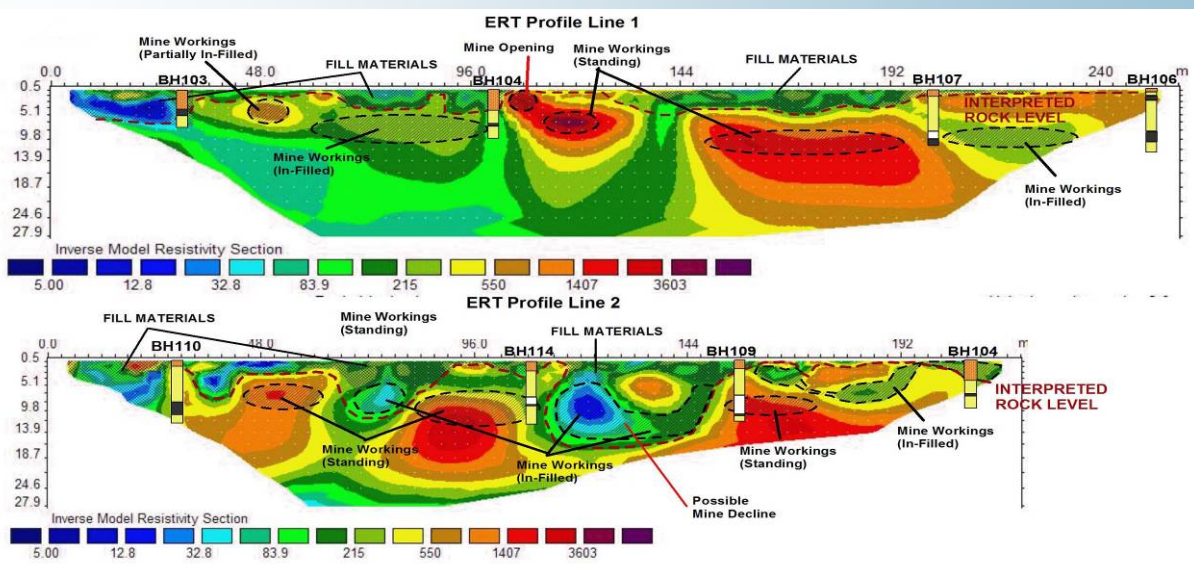 ERT Profile Line 1
Mine Workings
(Partially In-Filled)
Mine Opening
Mine Workings
(Standing)
FILL MATERIALS
FILL MATERIALS
0.0 48.0 96.0 144 192 240 m
BH103
BH104
BH107
BH106
0.5
5.1
9.8
13.9
18.7
24.6
27.9
INTERPRETED
ROCK LEVEL
Mine Workings
(In-Filled)
Mine Workings
(In-Filled)
Inverse Model Resistivity Section
5.00 12.8 32.8 83.9 215 550 1407 3603
ERT Profile Line 2
FILL MATERIALS
Mine Workings
(Standing)
FILL MATERIALS
0.0 48.0 96.0 144 192 m
BH110
BH114
BH109
BH104
0.5
5.1
9.8
13.9
18.7
24.6
27.9
INTERPRETED
ROCK LEVEL
Mine Workings
(Standing)
Mine Workings
(In-Filled)
Mine Workings
(Standing)
Mine Workings
(In-Filled)
Possible
Mine Decline
Inverse Model Resistivity Section
5.00 12.8 32.8 83.9 215 550 1407 3603